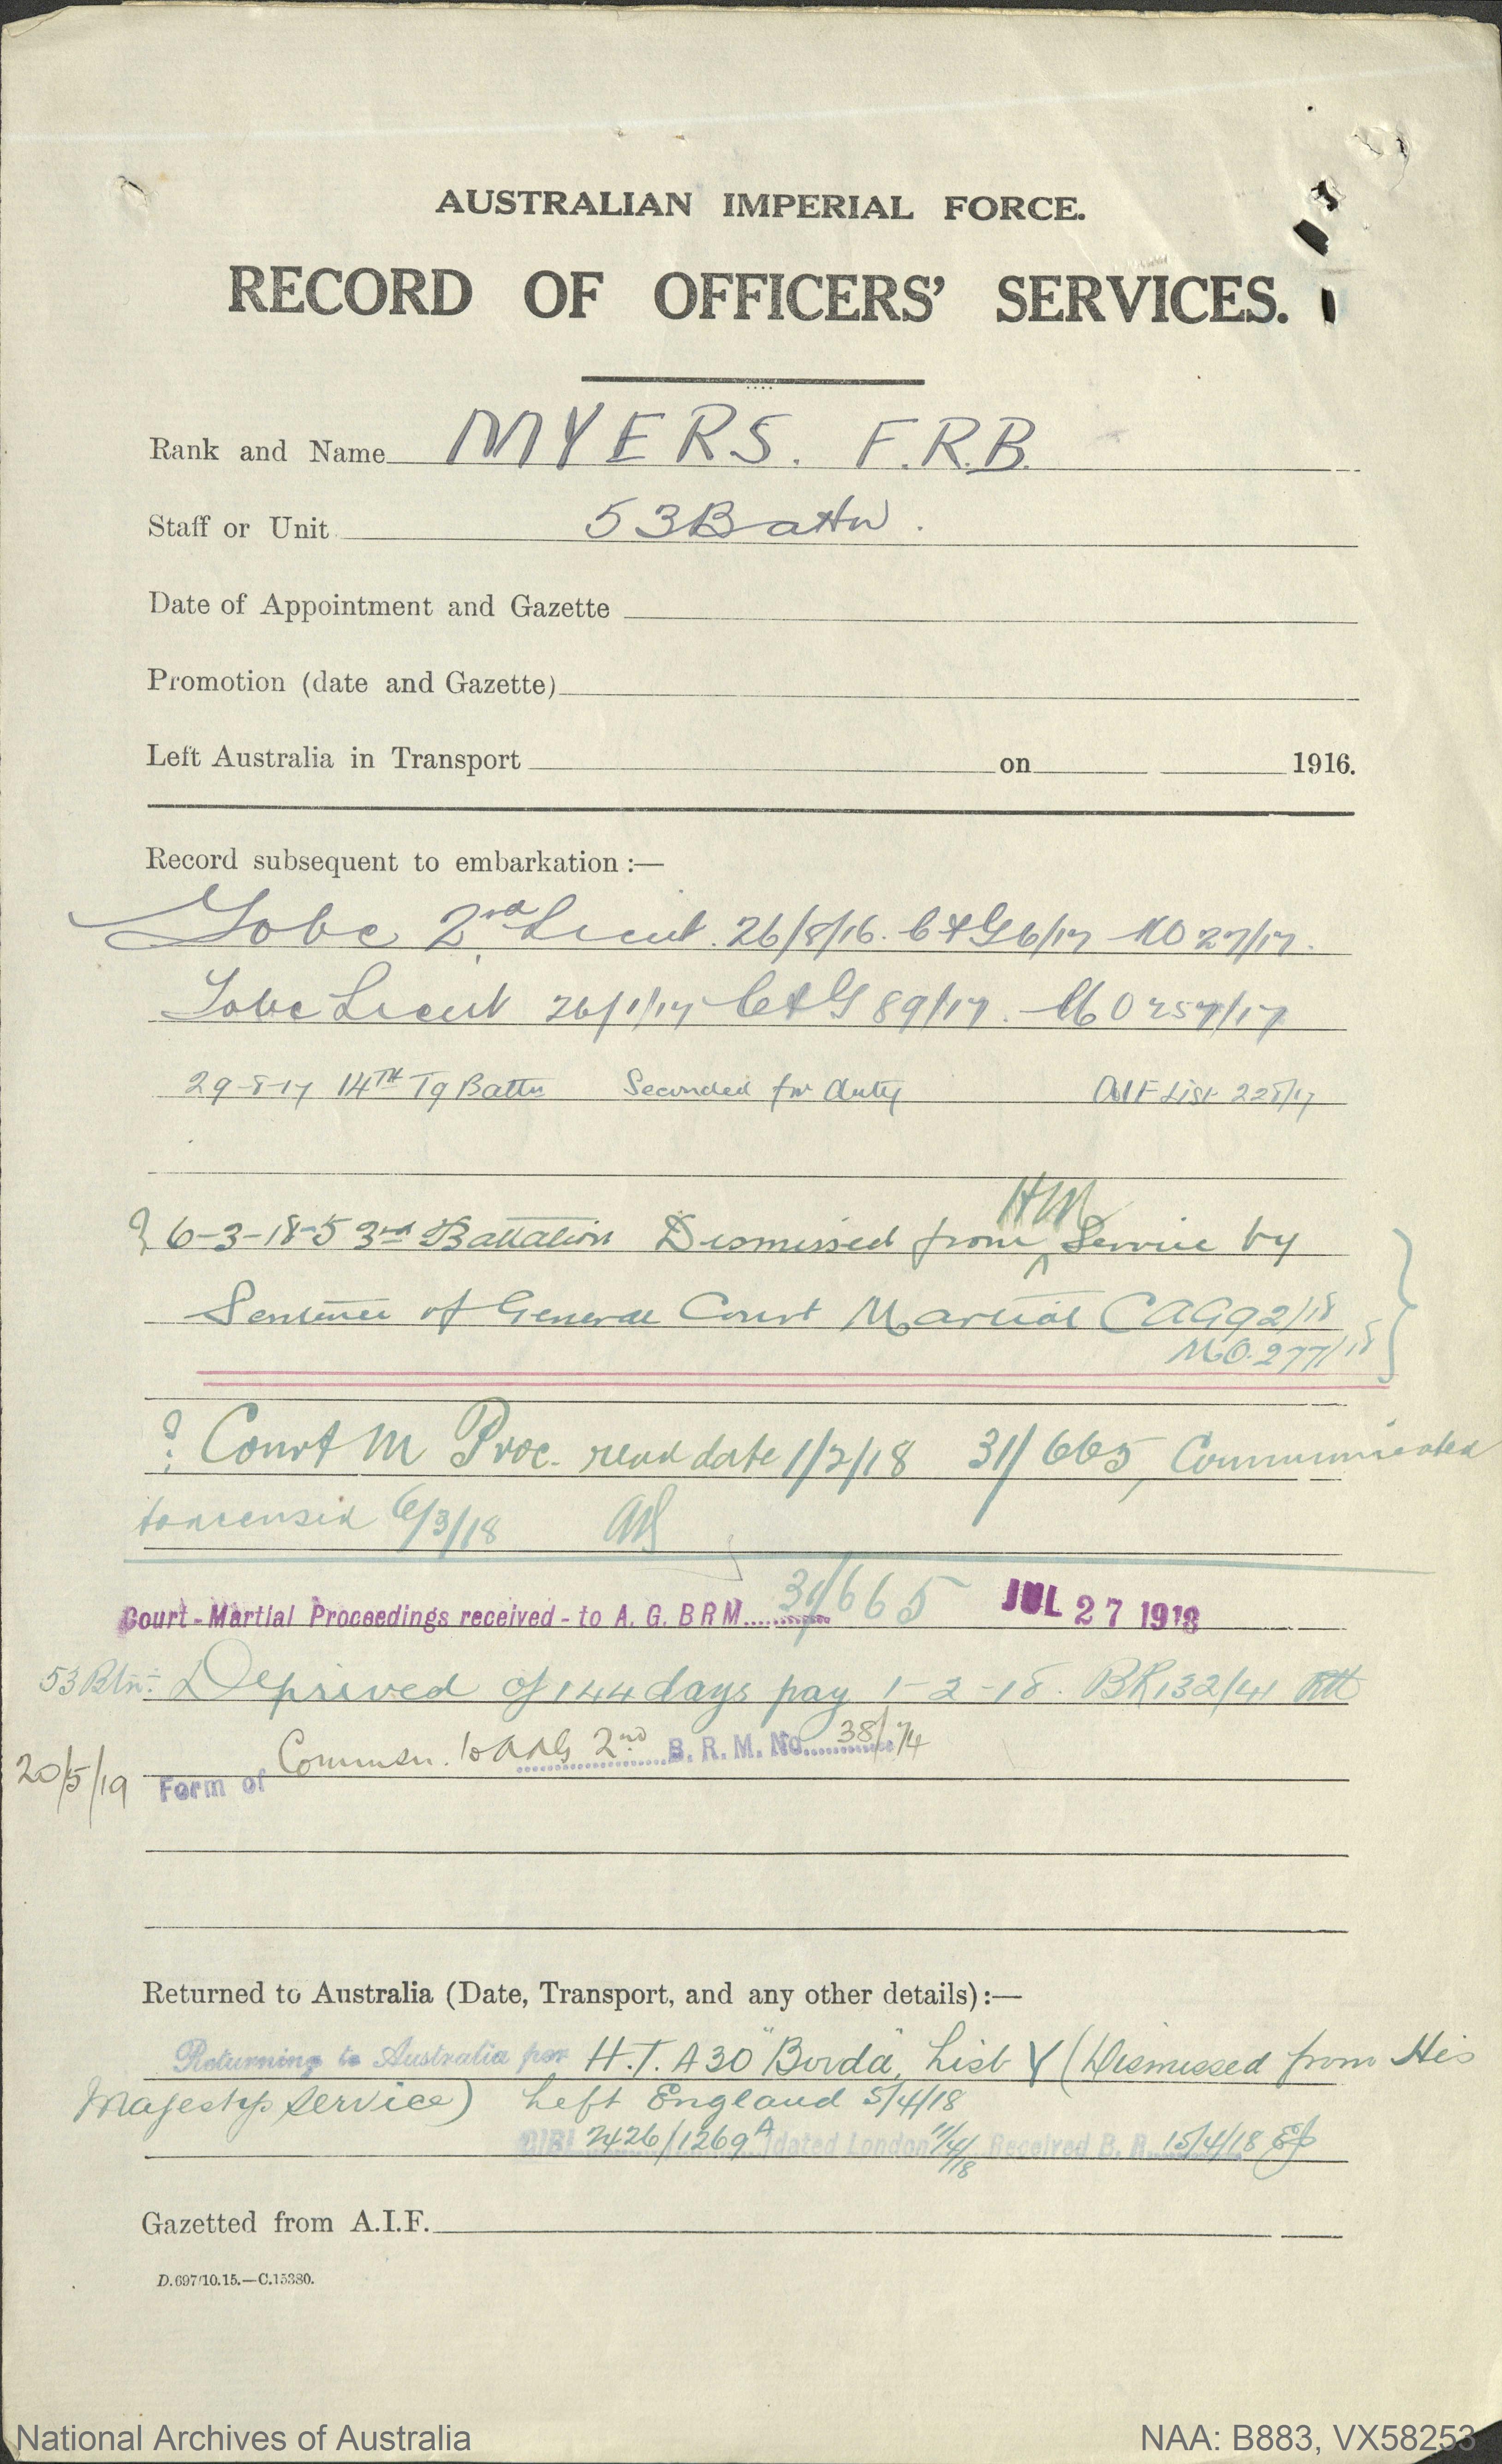 AUSTRALIAN IMPERIAL FORCE.
RECORD OF OFFICERS' SERVICES.
Rank and Name MYERS. F.R.B.
Staff or Unit 53 Battn.
Date of Appointment and Gazette
Promotion (date and Gazette)
Left Australia in Transport on 1916.
Record subsequent to embarkation :—
To be 2nd Lieut. 26/8/16. C of A G 6/17 MO 27/17.
To be Lieut 26/1/17 C of A G 89/17. MO 257/17
29-8-17 14TH Tg Battn Seconded for duty AIF List 225/17
? 6-3-18-53rd Battalion Dismissed from HM Service by
Sentence of General Court Martial CAG 92/18
MO. 277/18
? Court M Proc. date 1/2/18 31/665, Communicated
6/3/18
Court-Martial Proceedings received - to A. G. B R M. 31/665 JUL 27 1918
53 Btn: Deprived of 144 days pay 1-2-18. BR132/41
20/5/19 Form of 2nd B. R. M. No. 38/74
Returned to Australia (Date, Transport, and any other details) :—
Returning to Australia per H.T. A30 "Borda", List Y (Dismissed from His
Majestys service) Left England 5/4/18
2426/1269A dated London 11/4/18 Received B. R. 15/4/18
Gazetted from A.I.F.
D.697/10.15.—C.15380.
National Archives of Australia NAA: B883, VX58253